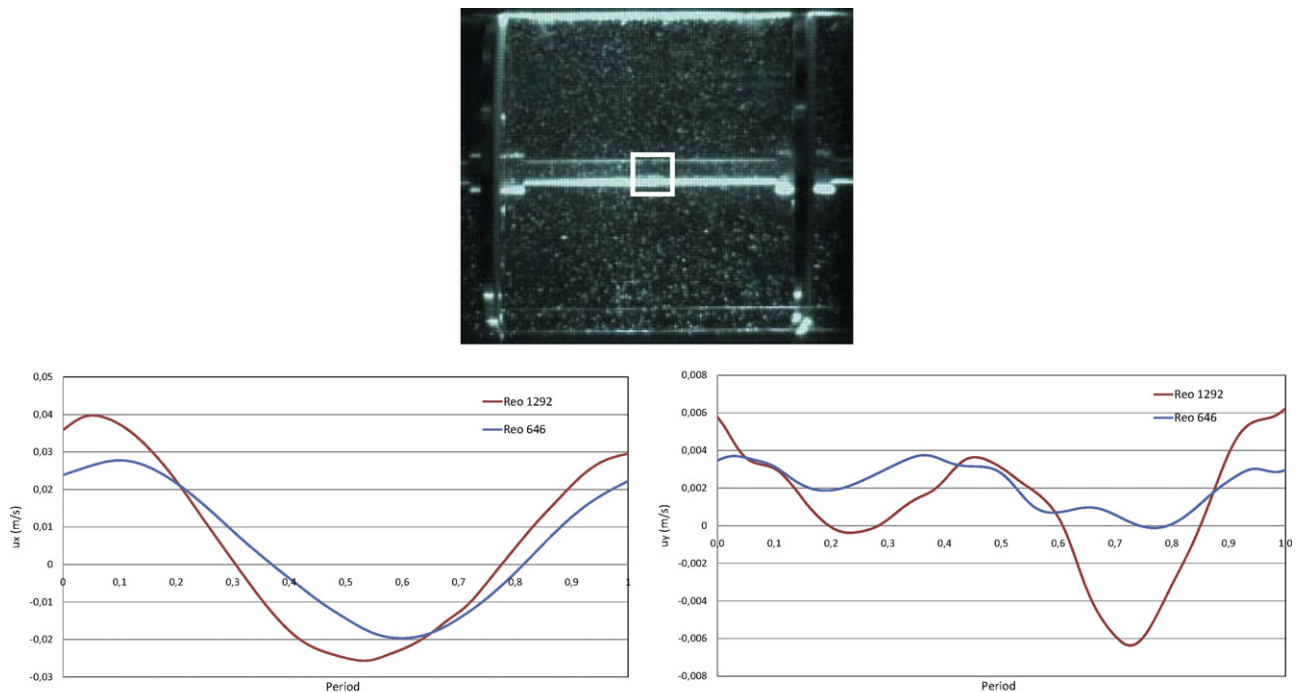 0,05
0,04
0,03
0,02
0,01
0
-0,01
-0,02
-0,03
ux (m/s)
0 0,1 0,2 0,3 0,4 0,5 0,6 0,7 0,8 0,9 1
Period
Reo 1292
Reo 646
0,008
0,006
0,004
0,002
0
-0,002
-0,004
-0,006
-0,008
uy (m/s)
0,0 0,1 0,2 0,3 0,4 0,5 0,6 0,7 0,8 0,9 1,0
Period
Reo 1292
Reo 646